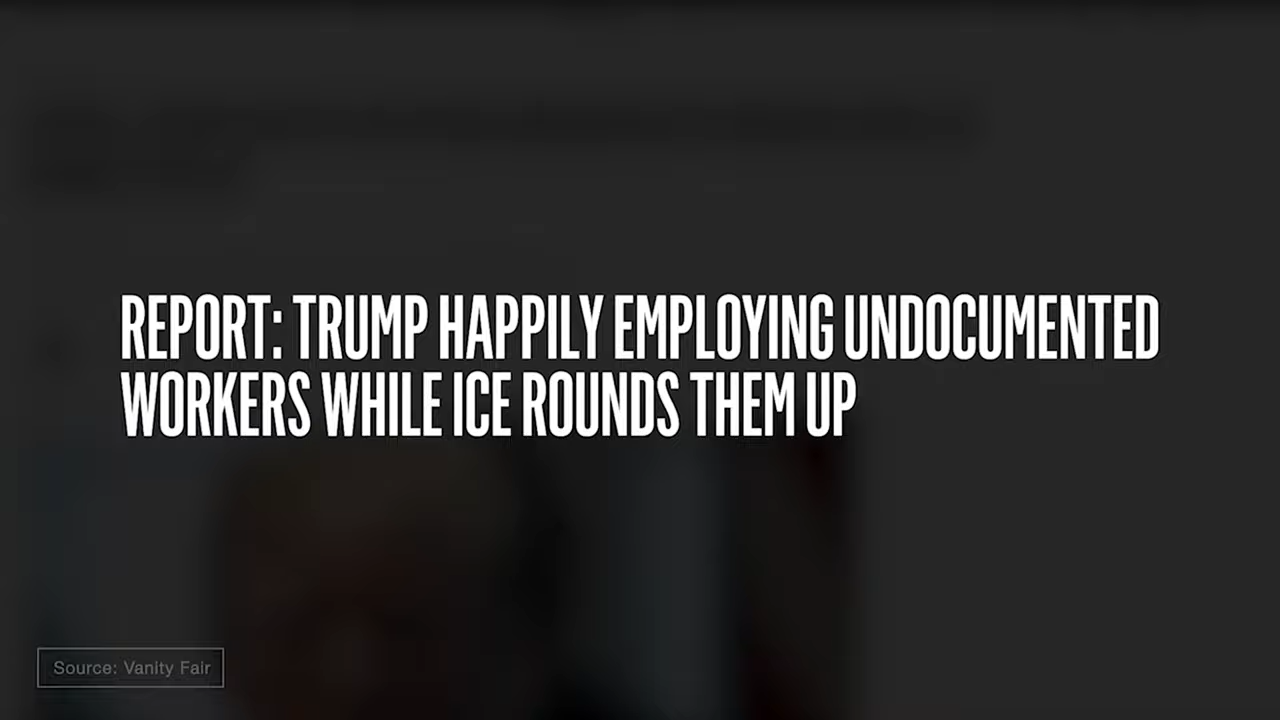 REPORT: TRUMP HAPPILY EMPLOYING UNDOCUMENTED
WORKERS WHILE ICE ROUNDS THEM UP
Source: Vanity Fair